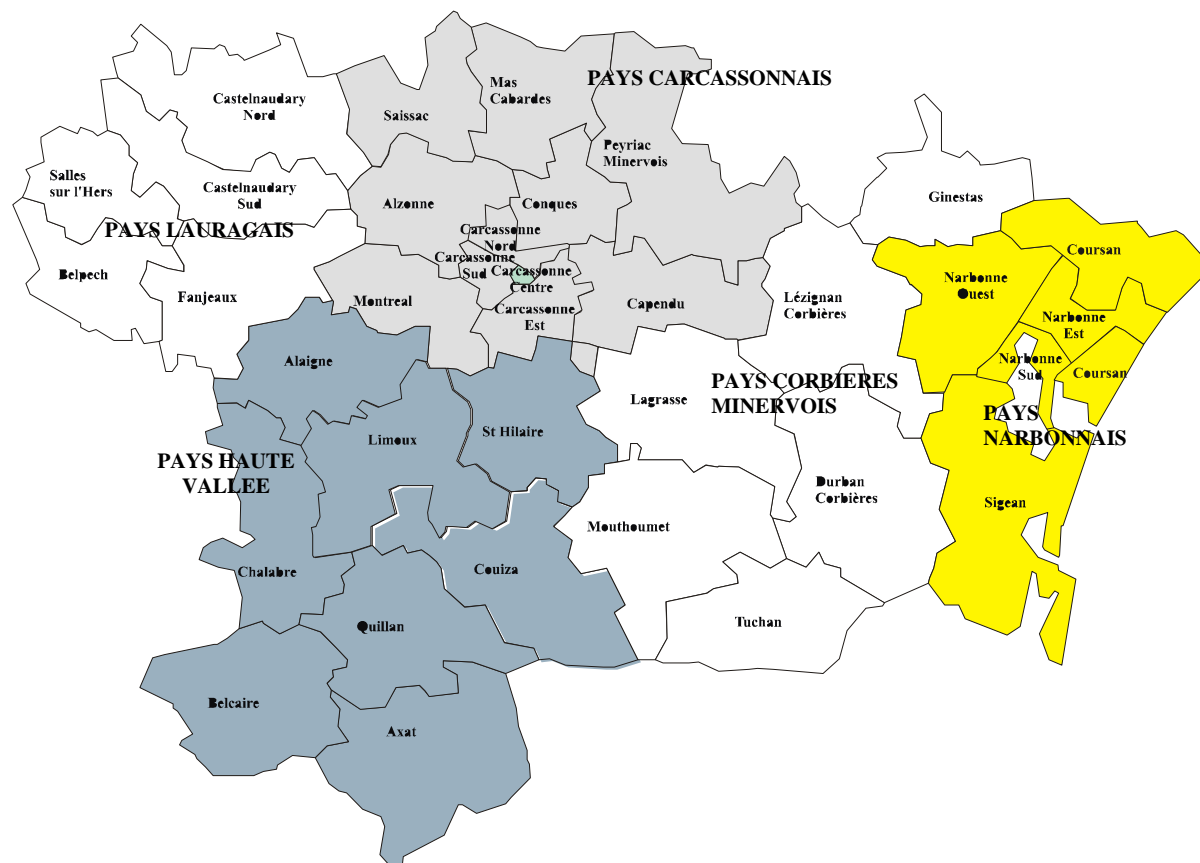 PAYS CARCASSONNAIS
Mas
Cabardes
Castelnaudary
Nord
Saissac
Peyriac
Minervois
Salles
sur l'Hers
Castelnaudary
Sud
Alzonne
Conques
Ginestas
PAYS LAURAGAIS
Carcassonne
Nord
Coursan
Belpech
Carcassonne
Sud
Carcassonne
Centre
Narbonne
Ouest
Fanjeaux
Montreal
Carcassonne
Est
Capendu
Lézignan
Corbières
Narbonne
Est
Alaigne
Narbonne
Sud
Coursan
PAYS CORBIERES
MINERVOIS
Lagrasse
PAYS
NARBONNAIS
Limoux
St Hilaire
PAYS HAUTE
VALLEE
Durban
Corbières
Sigean
Mouthoumet
Chalabre
Couiza
Quillan
Tuchan
Belcaire
Axat